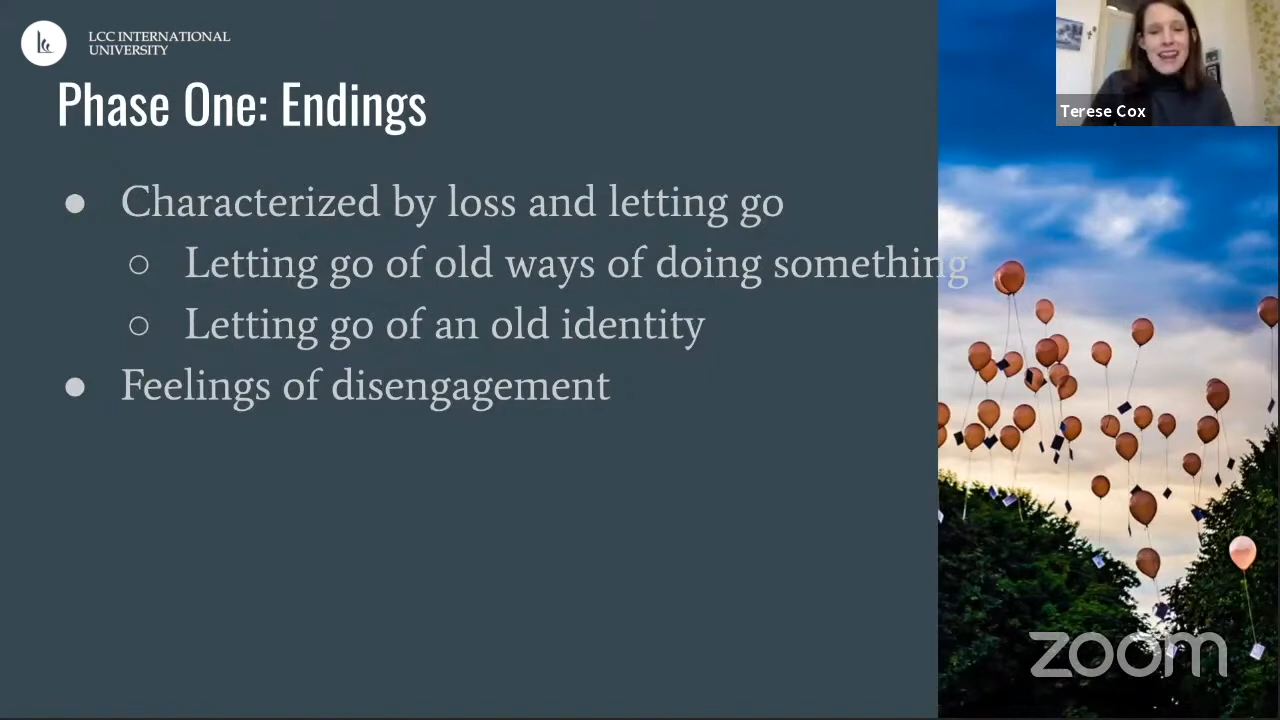 LCC INTERNATIONAL
UNIVERSITY
Phase One: Endings
● Characterized by loss and letting go
○ Letting go of old ways of doing something
○ Letting go of an old identity
● Feelings of disengagement
Terese Cox
zoom